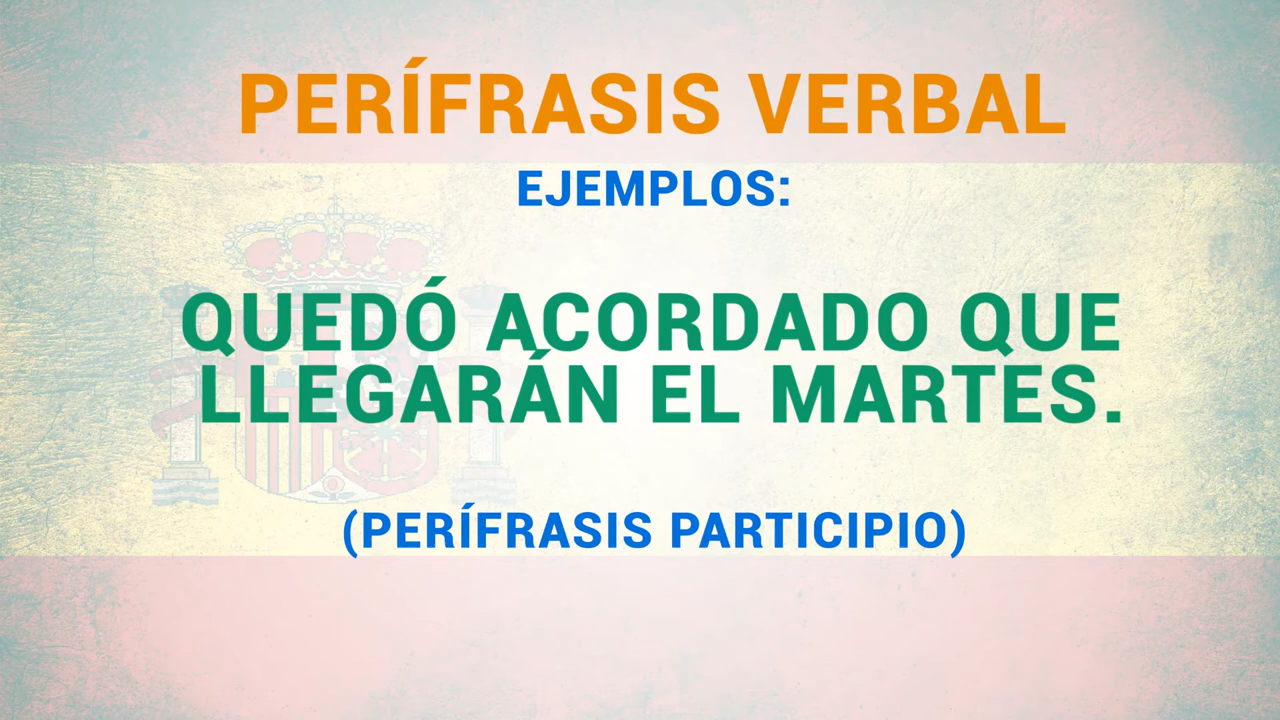 PERÍFRASIS VERBAL
EJEMPLOS:
QUEDÓ ACORDADO QUE
LLEGARÁN EL MARTES.
(PERÍFRASIS PARTICIPIO)